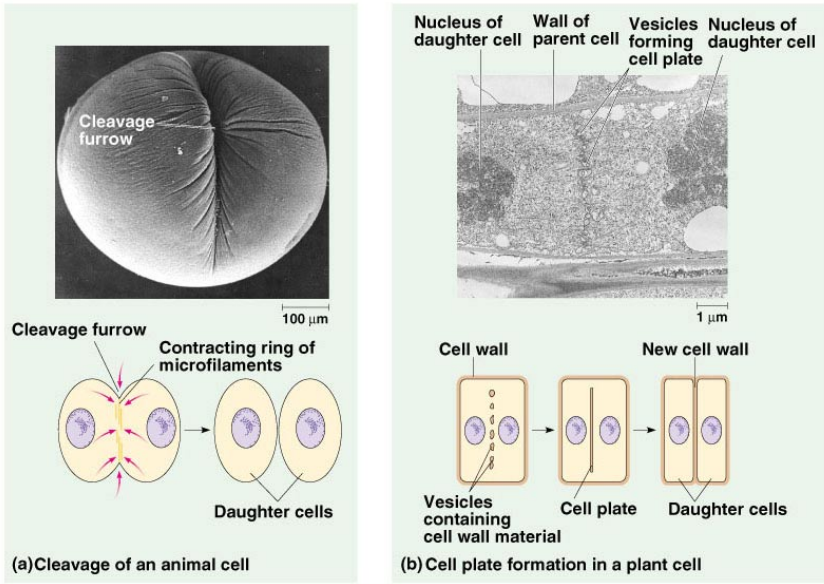 Cleavage
furrow
100 μm
Cleavage furrow
Contracting ring of
microfilaments
Daughter cells
(a) Cleavage of an animal cell
Nucleus of
daughter cell
Wall of
parent cell
Vesicles
forming
cell plate
Nucleus of
daughter cell
1 μm
Cell wall
New cell wall
Vesicles
containing
cell wall material
Cell plate
Daughter cells
(b) Cell plate formation in a plant cell